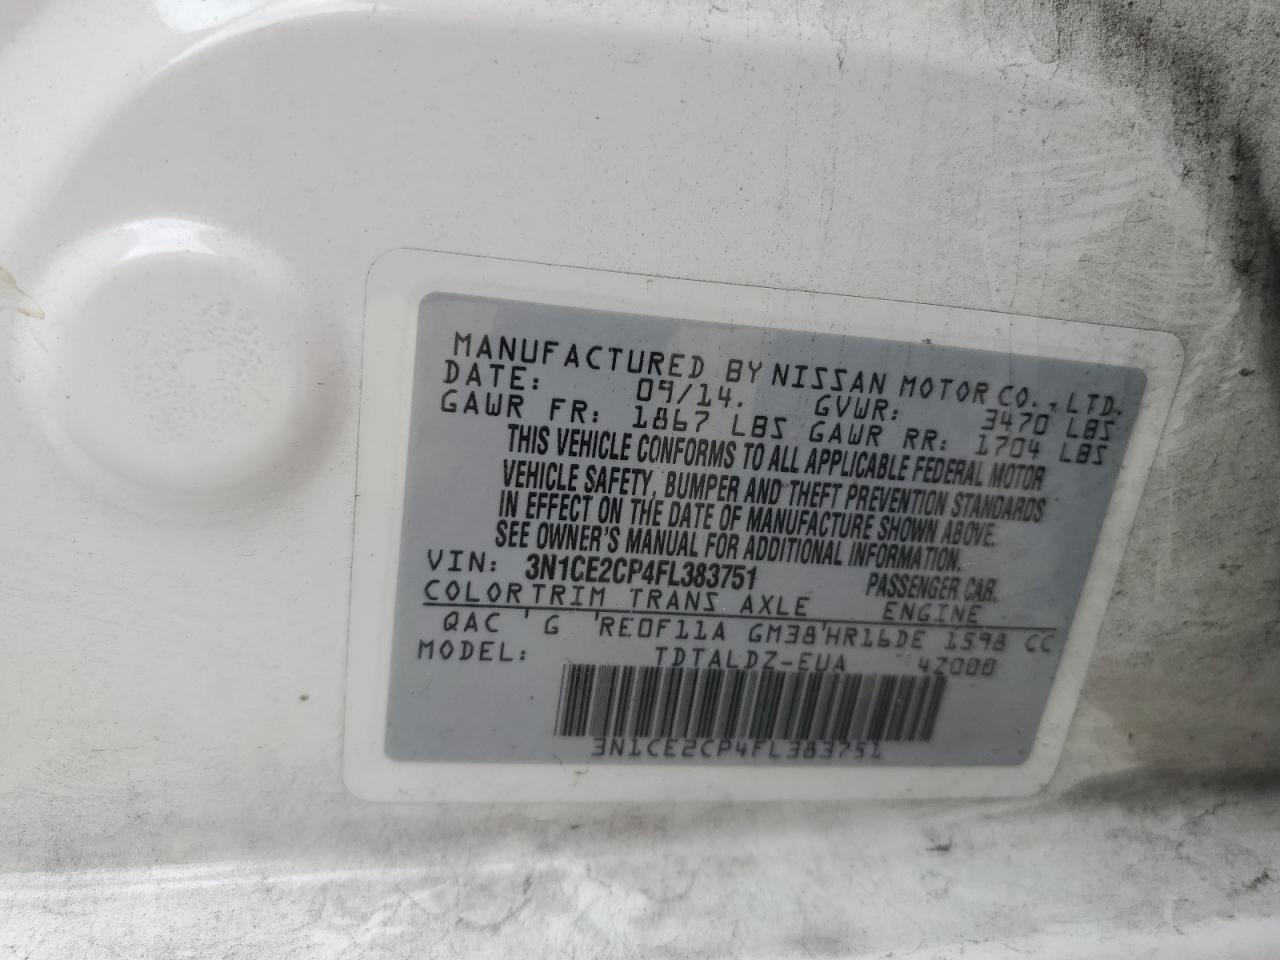 MANUFACTURED BY NISSAN MOTOR CO., LTD.
DATE: 09/14. GVWR: 3470 LBS
GAWR FR: 1867 LBS GAWR RR: 1704 LBS
THIS VEHICLE CONFORMS TO ALL APPLICABLE FEDERAL MOTOR
VEHICLE SAFETY, BUMPER AND THEFT PREVENTION STANDARDS
IN EFFECT ON THE DATE OF MANUFACTURE SHOWN ABOVE.
SEE OWNER'S MANUAL FOR ADDITIONAL INFORMATION.
VIN: 3N1CE2CP4FL383751 PASSENGER CAR.
COLOR TRIM TRANS AXLE ENGINE
QAC ' G ' RE0F11A GM38 ' HR16DE 1598 CC
MODEL: TDTALDZ-EUA 4Z000
3N1CE2CP4FL383751